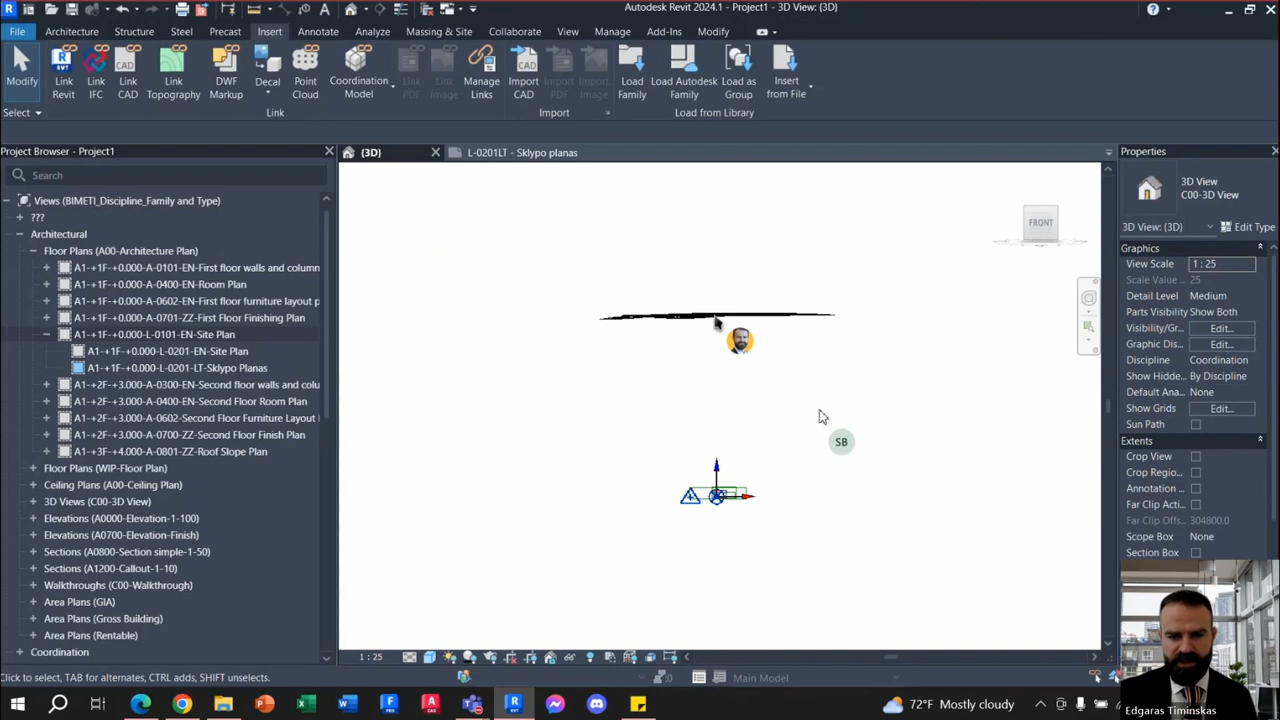 Autodesk Revit 2024.1 - Project1 - 3D View: {3D}
File Architecture Structure Steel Precast Insert Annotate Analyze Massing & Site Collaborate View Manage Add-Ins Modify
Modify
Link Revit
Link IFC
Link CAD
Link Topography
DWF Markup
Decal
Point Cloud
Coordination Model
Link PDF
Link Image
Manage Links
Import CAD
Import PDF
Import Image
Load Family
Load Autodesk Family
Load as Group
Insert from File
Select Link Import Load from Library
Project Browser - Project1
{3D}
L-0201LT - Sklypo planas
Properties
Search
Views (BIMETI_Discipline_Family and Type)
???
Architectural
Floor Plans (A00-Architecture Plan)
A1-+1F-+0.000-A-0101-EN-First floor walls and column
A1-+1F-+0.000-A-0400-EN-Room Plan
A1-+1F-+0.000-A-0602-EN-First floor furniture layout p
A1-+1F-+0.000-A-0701-ZZ-First Floor Finishing Plan
A1-+1F-+0.000-L-0101-EN-Site Plan
A1-+1F-+0.000-L-0201-EN-Site Plan
A1-+1F-+0.000-L-0201-LT-Sklypo Planas
A1-+2F-+3.000-A-0300-EN-Second floor walls and colu
A1-+2F-+3.000-A-0400-EN-Second Floor Room Plan
A1-+2F-+3.000-A-0602-Second Floor Furniture Layout
A1-+2F-+3.000-A-0700-ZZ-Second Floor Finish Plan
A1-+3F-+4.000-A-0801-ZZ-Roof Slope Plan
Floor Plans (WIP-Floor Plan)
Ceiling Plans (A00-Ceiling Plan)
3D Views (C00-3D View)
Elevations (A0000-Elevation-1-100)
Elevations (A0700-Elevation-Finish)
Sections (A0800-Section simple-1-50)
Sections (A1200-Callout-1-10)
Walkthroughs (C00-Walkthrough)
Area Plans (GIA)
Area Plans (Gross Building)
Area Plans (Rentable)
Coordination
FRONT
SB
3D View
C00-3D View
3D View: {3D} Edit Type
Graphics
View Scale 1 : 25
Scale Value 25
Detail Level Medium
Parts Visibility Show Both
Visibility/Gr Edit...
Graphic Dis Edit...
Discipline Coordination
Show Hidde By Discipline
Default Ana None
Show Grids Edit...
Sun Path
Extents
Crop View
Crop Regio
Annotation
Far Clip Acti
Far Clip Offs 304800.0
Scope Box None
Section Box
1 : 25
Click to select, TAB for alternates, CTRL adds, SHIFT unselects.
:0
Main Model
72°F Mostly cloudy
Edgaras Timinskas